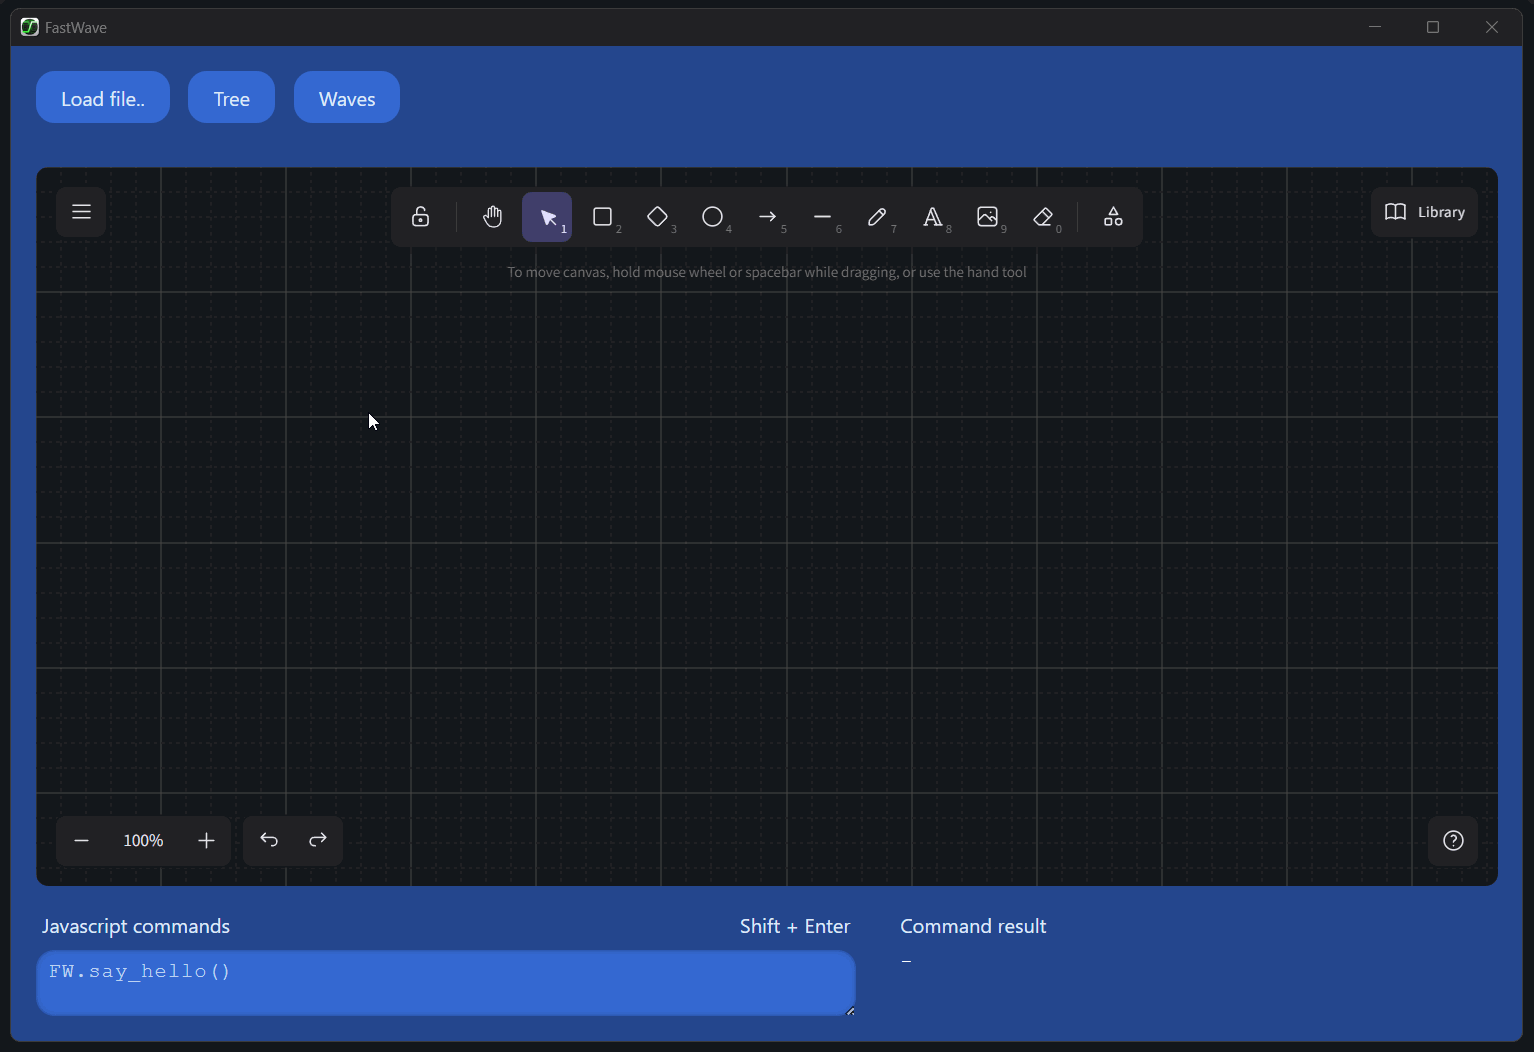 FastWave
Load file..
Tree
Waves
1
2
3
4
5
6
7
8
9
0
Library
To move canvas, hold mouse wheel or spacebar while dragging, or use the hand tool
100%
Javascript commands
Shift + Enter
Command result
FW.say_hello()
–